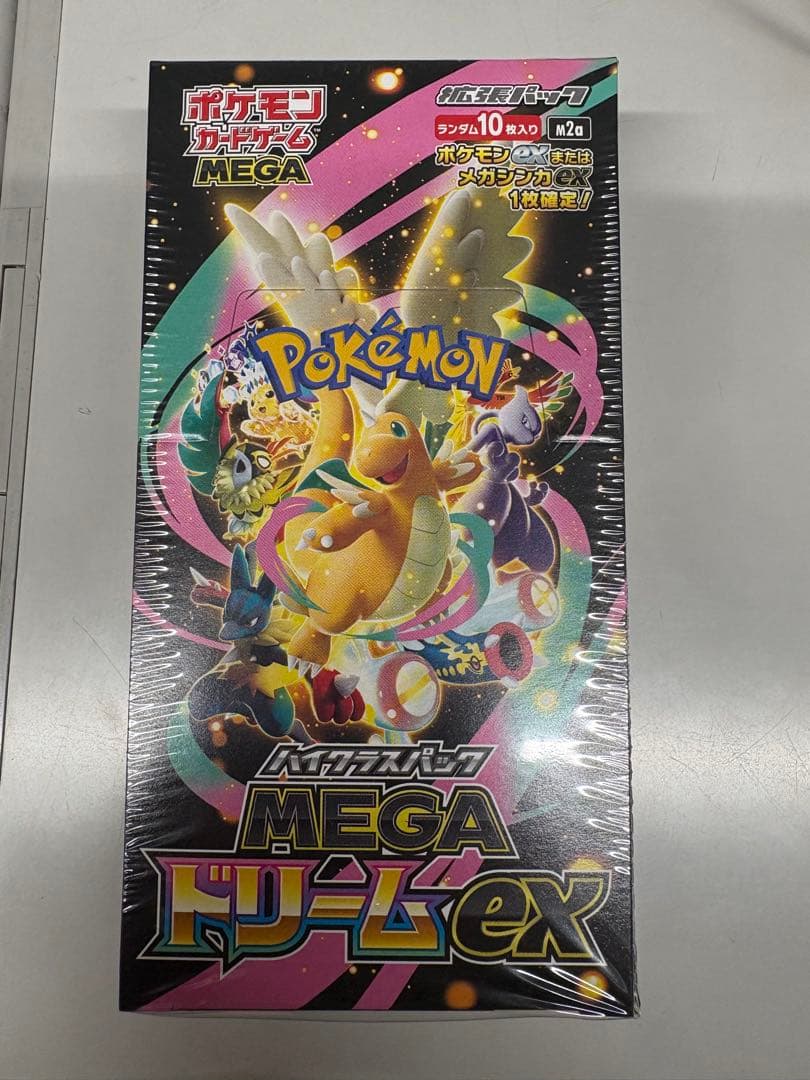 ポケモン
カードゲーム™
MEGA
拡張パック
ランダム10枚入り M2a
ポケモンexまたは
メガシンカex
1枚確定!
POKÉMON
™
ハイクラスパック
MEGA
ドリームex